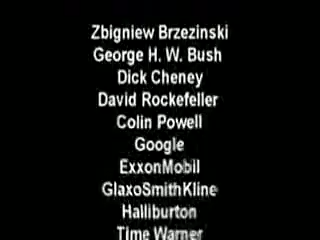 Zbigniew Brzezinski
George H. W. Bush
Dick Cheney
David Rockefeller
Colin Powell
Google
ExxonMobil
GlaxoSmithKline
Halliburton
Time Warner